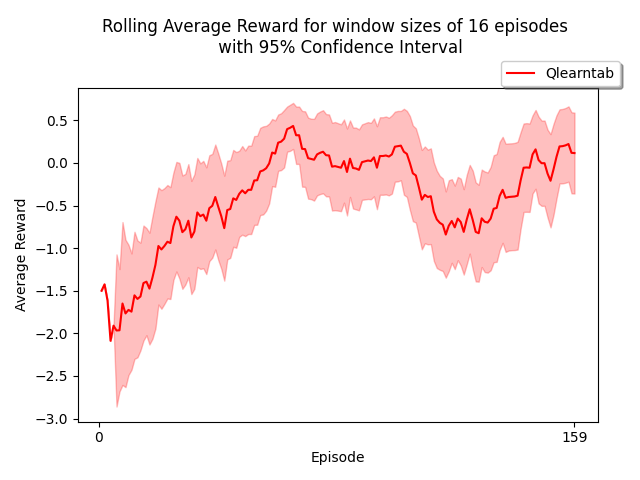 Rolling Average Reward for window sizes of 16 episodes
with 95% Confidence Interval
Qlearntab
0.5
0.0
−0.5
−1.0
−1.5
−2.0
−2.5
−3.0
Average Reward
0
159
Episode